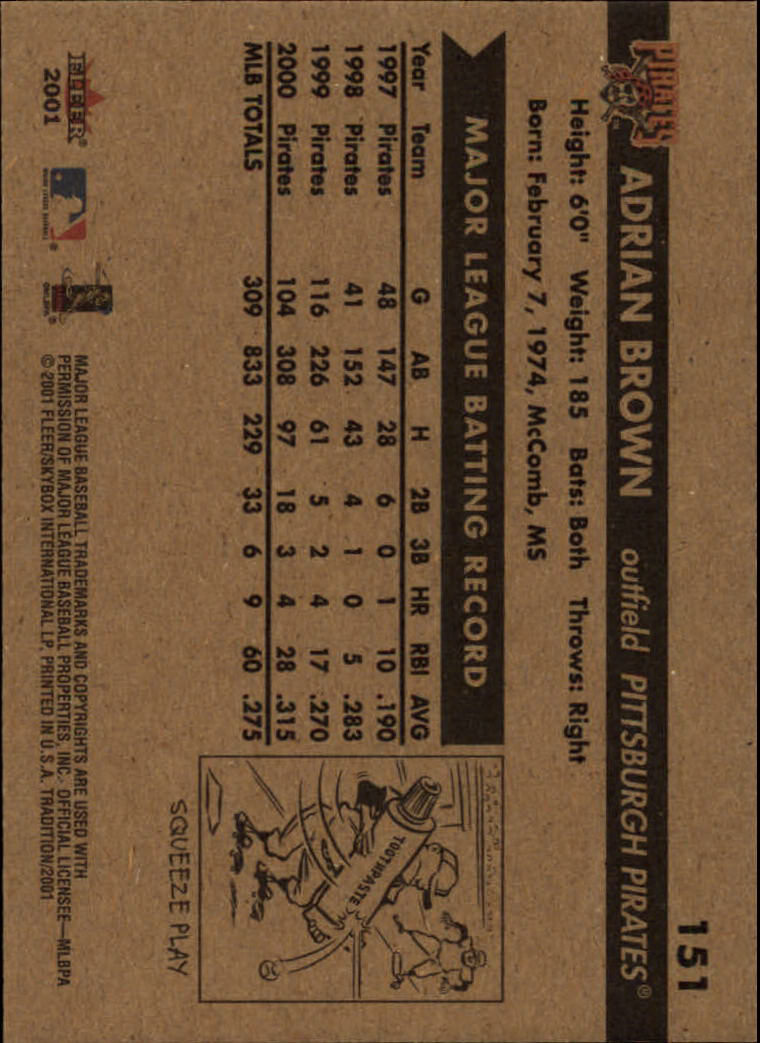 151
PIRATES
ADRIAN BROWN outfield PITTSBURGH PIRATES®
Height: 6'0" Weight: 185 Bats: Both Throws: Right
Born: February 7, 1974, McComb, MS
MAJOR LEAGUE BATTING RECORD
Year Team G AB H 2B 3B HR RBI AVG
1997 Pirates 48 147 28 6 0 1 10 .190
1998 Pirates 41 152 43 4 1 0 5 .283
1999 Pirates 116 226 61 5 2 4 17 .270
2000 Pirates 104 308 97 18 3 4 28 .315
MLB TOTALS 309 833 229 33 6 9 60 .275
TOOTHPASTE
SQUEEZE PLAY
FLEER®
2001
MAJOR LEAGUE BASEBALL TRADEMARKS AND COPYRIGHTS ARE USED WITH
PERMISSION OF MAJOR LEAGUE BASEBALL PROPERTIES, INC. OFFICIAL LICENSEE—MLBPA
©2001 FLEER/SKYBOX INTERNATIONAL LP, PRINTED IN U.S.A. TRADITION/2001